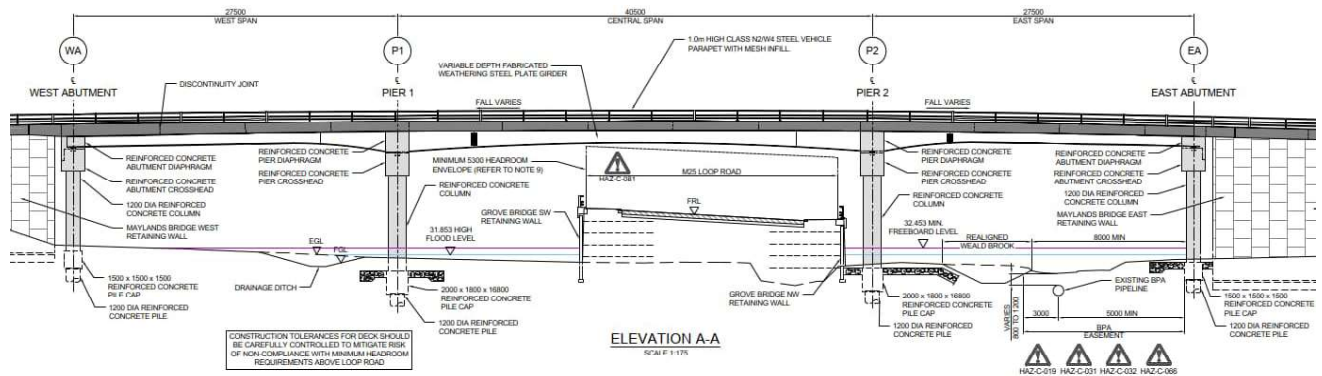 27500
WEST SPAN
40500
CENTRAL SPAN
27500
EAST SPAN
WA
P1
P2
EA
℄
WEST ABUTMENT
℄
PIER 1
℄
PIER 2
℄
EAST ABUTMENT
DISCONTINUITY JOINT
VARIABLE DEPTH FABRICATED
WEATHERING STEEL PLATE GIRDER
1.0m HIGH CLASS N2/W4 STEEL VEHICLE
PARAPET WITH MESH INFILL.
FALL VARIES
FALL VARIES
REINFORCED CONCRETE
ABUTMENT DIAPHRAGM
REINFORCED CONCRETE
ABUTMENT CROSSHEAD
1200 DIA REINFORCED
CONCRETE COLUMN
MAYLANDS BRIDGE WEST
RETAINING WALL
REINFORCED CONCRETE
PIER DIAPHRAGM
REINFORCED CONCRETE
PIER CROSSHEAD
REINFORCED CONCRETE
COLUMN
MINIMUM 5300 HEADROOM
ENVELOPE (REFER TO NOTE 9)
HAZ-C-081
M25 LOOP ROAD
FRL
GROVE BRIDGE SW
RETAINING WALL
31.853 HIGH
FLOOD LEVEL
EGL
FGL
DRAINAGE DITCH
1500 x 1500 x 1500
REINFORCED CONCRETE
PILE CAP
1200 DIA REINFORCED
CONCRETE PILE
2000 x 1800 x 16800
REINFORCED CONCRETE
PILE CAP
1200 DIA REINFORCED
CONCRETE PILE
REINFORCED CONCRETE
PIER DIAPHRAGM
REINFORCED CONCRETE
PIER CROSSHEAD
REINFORCED CONCRETE
COLUMN
32.453 MIN.
FREEBOARD LEVEL
REINFORCED CONCRETE
ABUTMENT DIAPHRAGM
REINFORCED CONCRETE
ABUTMENT CROSSHEAD
1200 DIA REINFORCED
CONCRETE COLUMN
MAYLANDS BRIDGE EAST
RETAINING WALL
REALIGNED
WEALD BROOK
8000 MIN
GROVE BRIDGE NW
RETAINING WALL
2000 x 1800 x 16800
REINFORCED CONCRETE
PILE CAP
1200 DIA REINFORCED
CONCRETE PILE
EXISTING BPA
PIPELINE
VARIES
800 TO 1200
3000
5000 MIN
BPA
EASEMENT
1500 x 1500 x 1500
REINFORCED CONCRETE
PILE CAP
1200 DIA REINFORCED
CONCRETE PILE
HAZ-C-019
HAZ-C-031
HAZ-C-032
HAZ-C-066
CONSTRUCTION TOLERANCES FOR DECK SHOULD
BE CAREFULLY CONTROLLED TO MITIGATE RISK
OF NON-COMPLIANCE WITH MINIMUM HEADROOM
REQUIREMENTS ABOVE LOOP ROAD
ELEVATION A-A
SCALE 1:175